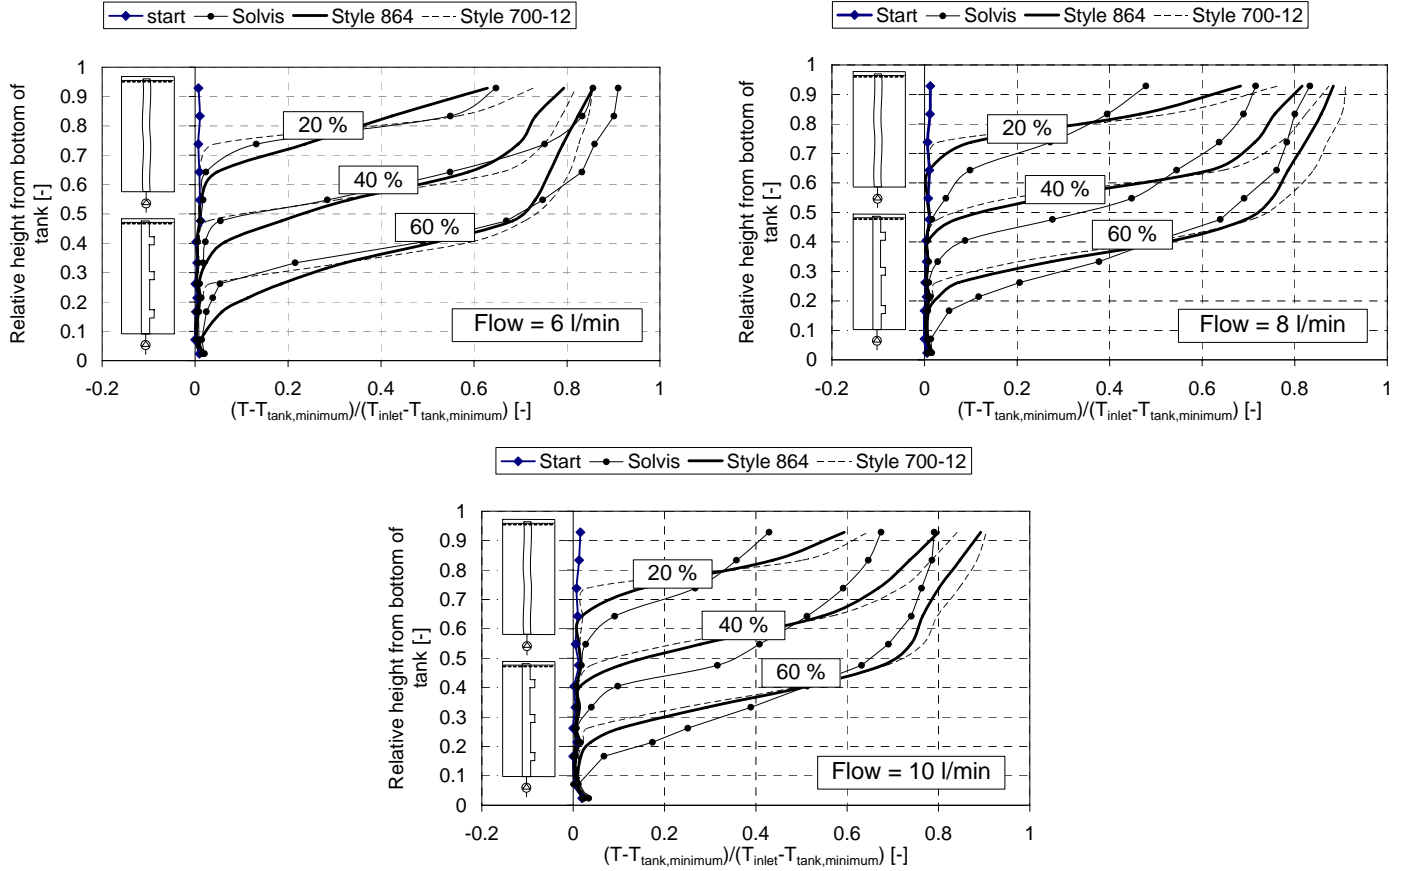 start Solvis Style 864 Style 700-12
Relative height from bottom of
tank [-]
1
0.9
0.8
0.7
0.6
0.5
0.4
0.3
0.2
0.1
0
20 %
40 %
60 %
Flow = 6 l/min
-0.2 0 0.2 0.4 0.6 0.8 1
(T-Ttank,minimum)/(Tinlet-Ttank,minimum) [-]
Start Solvis Style 864 Style 700-12
Relative height from bottom of
tank [-]
1
0.9
0.8
0.7
0.6
0.5
0.4
0.3
0.2
0.1
0
20 %
40 %
60 %
Flow = 8 l/min
-0.2 0 0.2 0.4 0.6 0.8 1
(T-Ttank,minimum)/(Tinlet-Ttank,minimum) [-]
Start Solvis Style 864 Style 700-12
Relative height from bottom of
tank [-]
1
0.9
0.8
0.7
0.6
0.5
0.4
0.3
0.2
0.1
0
20 %
40 %
60 %
Flow = 10 l/min
-0.2 0 0.2 0.4 0.6 0.8 1
(T-Ttank,minimum)/(Tinlet-Ttank,minimum) [-]